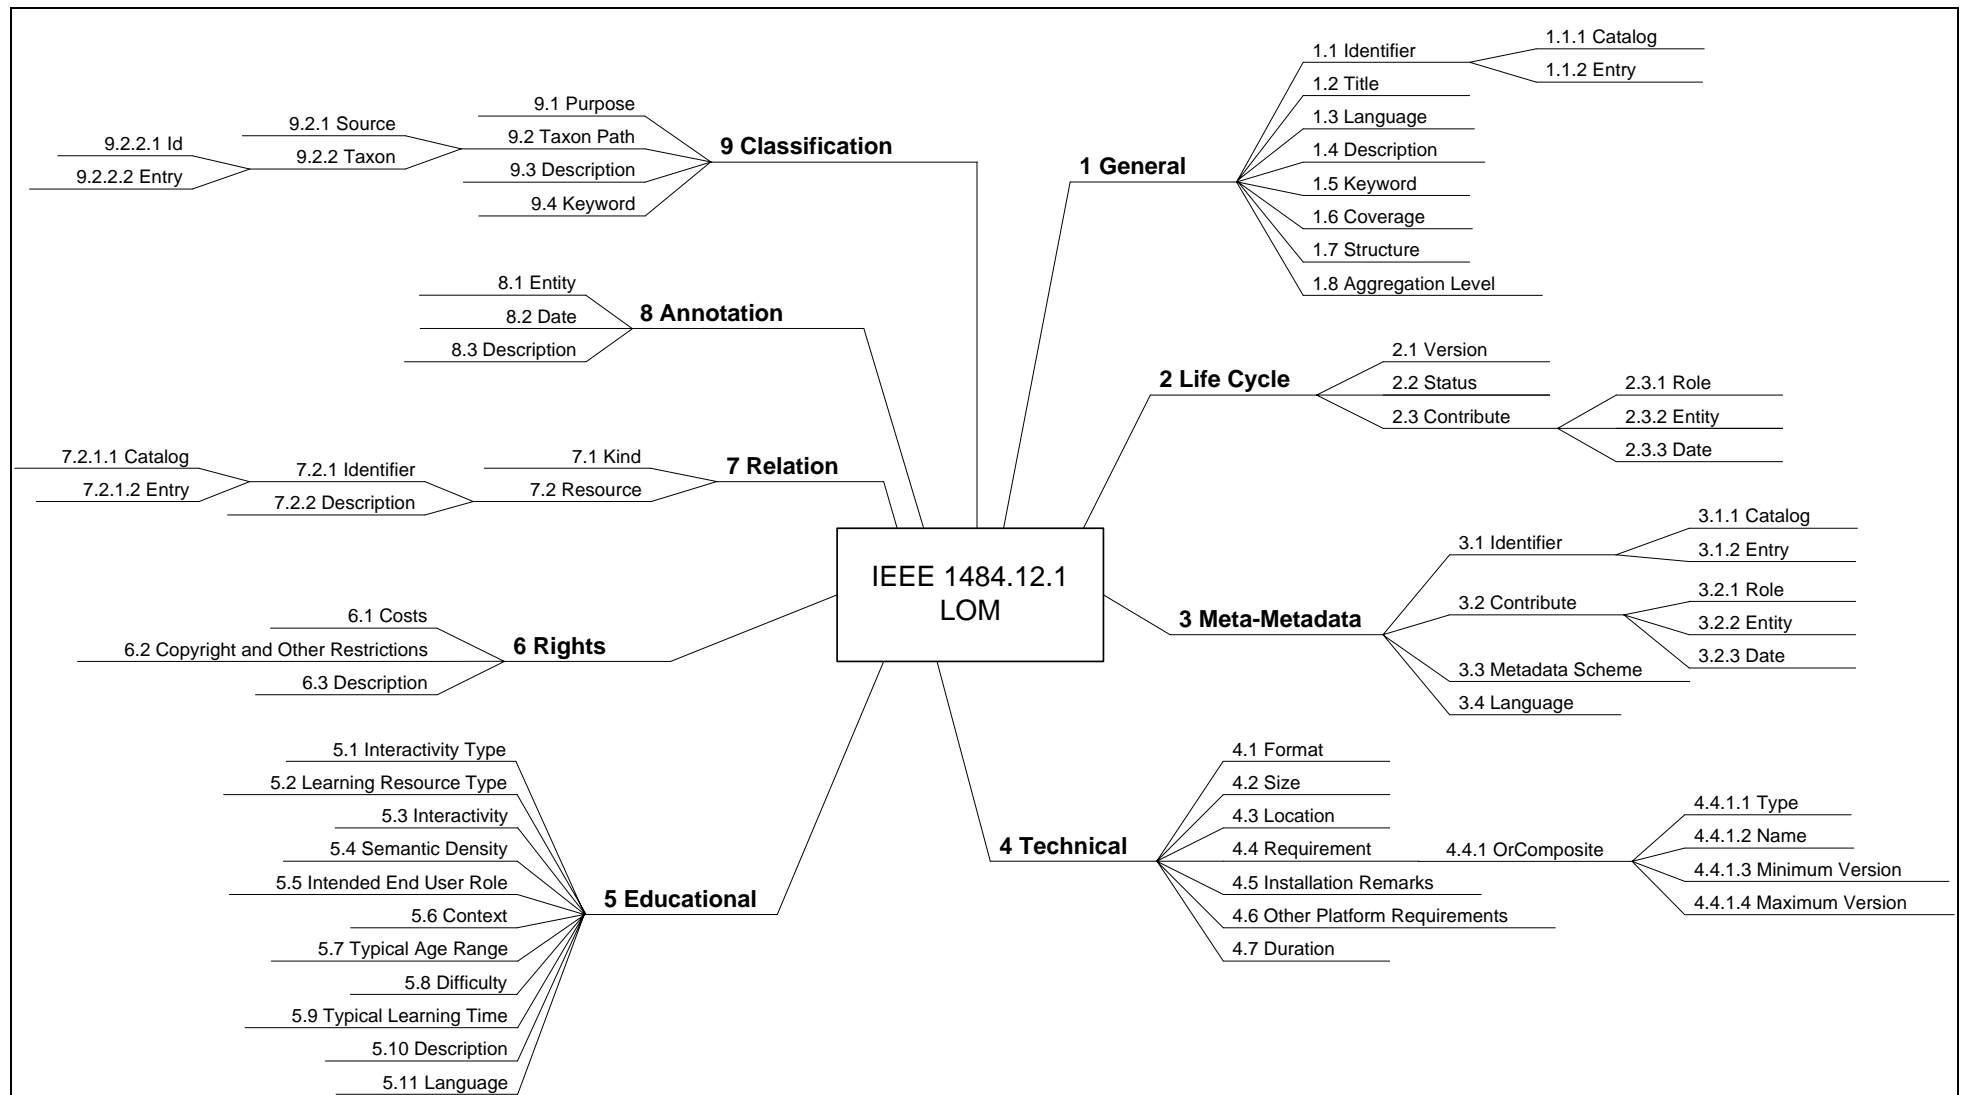 IEEE 1484.12.1
LOM
1 General
1.1 Identifier
1.1.1 Catalog
1.1.2 Entry
1.2 Title
1.3 Language
1.4 Description
1.5 Keyword
1.6 Coverage
1.7 Structure
1.8 Aggregation Level
2 Life Cycle
2.1 Version
2.2 Status
2.3 Contribute
2.3.1 Role
2.3.2 Entity
2.3.3 Date
3 Meta-Metadata
3.1 Identifier
3.1.1 Catalog
3.1.2 Entry
3.2 Contribute
3.2.1 Role
3.2.2 Entity
3.2.3 Date
3.3 Metadata Scheme
3.4 Language
4 Technical
4.1 Format
4.2 Size
4.3 Location
4.4 Requirement
4.4.1 OrComposite
4.4.1.1 Type
4.4.1.2 Name
4.4.1.3 Minimum Version
4.4.1.4 Maximum Version
4.5 Installation Remarks
4.6 Other Platform Requirements
4.7 Duration
5 Educational
5.1 Interactivity Type
5.2 Learning Resource Type
5.3 Interactivity
5.4 Semantic Density
5.5 Intended End User Role
5.6 Context
5.7 Typical Age Range
5.8 Difficulty
5.9 Typical Learning Time
5.10 Description
5.11 Language
6 Rights
6.1 Costs
6.2 Copyright and Other Restrictions
6.3 Description
7 Relation
7.1 Kind
7.2 Resource
7.2.1 Identifier
7.2.1.1 Catalog
7.2.1.2 Entry
7.2.2 Description
8 Annotation
8.1 Entity
8.2 Date
8.3 Description
9 Classification
9.1 Purpose
9.2 Taxon Path
9.2.1 Source
9.2.2 Taxon
9.2.2.1 Id
9.2.2.2 Entry
9.3 Description
9.4 Keyword